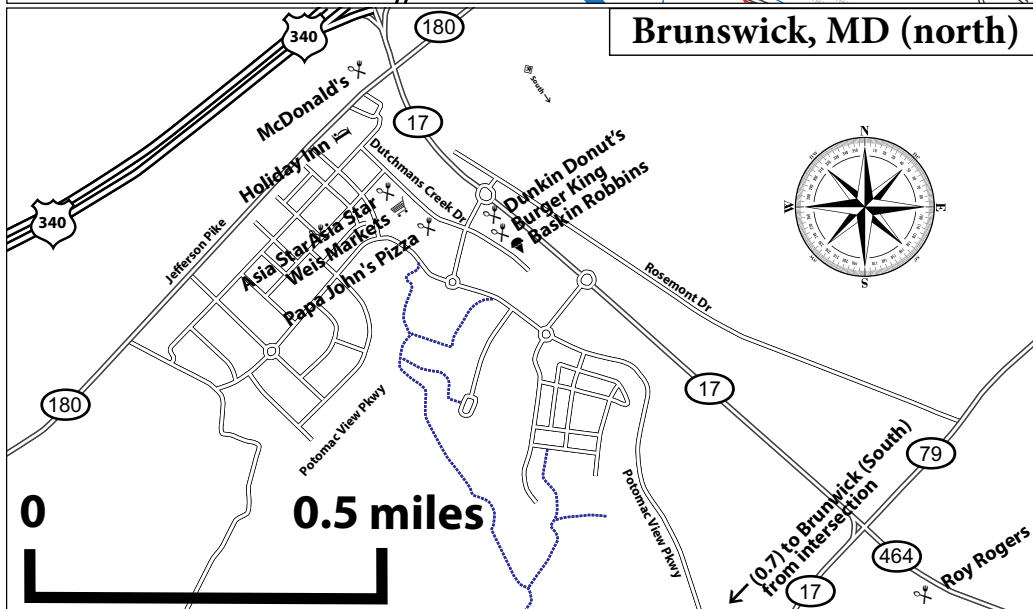 Brunswick, MD (north)
340
180
McDonald's
South
17
Holiday Inn
Dutchmans Creek Dr
Dunkin Donut's
Burger King
Baskin Robbins
N
W
E
S
340
Jefferson Pike
Asia Star
Asia Star
Weis Markets
Papa John's Pizza
Rosemont Dr
180
Potomac View Pkwy
17
79
0
0.5 miles
Potomac View Pkwy
(0.7) to Brunwick (South)
from intersection
464
17
Roy Rogers